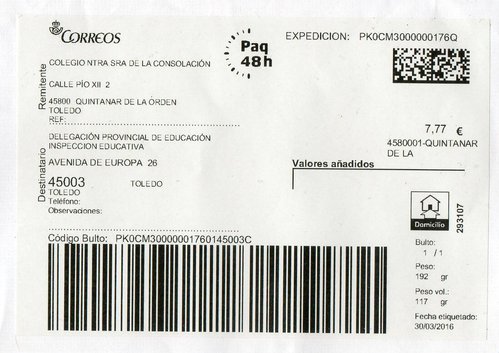 CORREOS
Paq
48h
EXPEDICION: PK0CM3000000176Q
Remitente
COLEGIO NTRA SRA DE LA CONSOLACIÓN
CALLE PÍO XII 2
45800 QUINTANAR DE LA ORDEN
TOLEDO
REF:
7,77 €
4580001-QUINTANAR
DE LA
Destinatario
DELEGACIÓN PROVINCIAL DE EDUCACIÓN
INSPECCION EDUCATIVA
AVENIDA DE EUROPA 26
45003 TOLEDO
TOLEDO
Teléfono:
Observaciones:
Valores añadidos
Domicilio
293107
Código Bulto: PK0CM30000001760145003C
Bulto:
1 / 1
Peso:
192 gr
Peso vol.:
117 gr
Fecha etiquetado:
30/03/2016